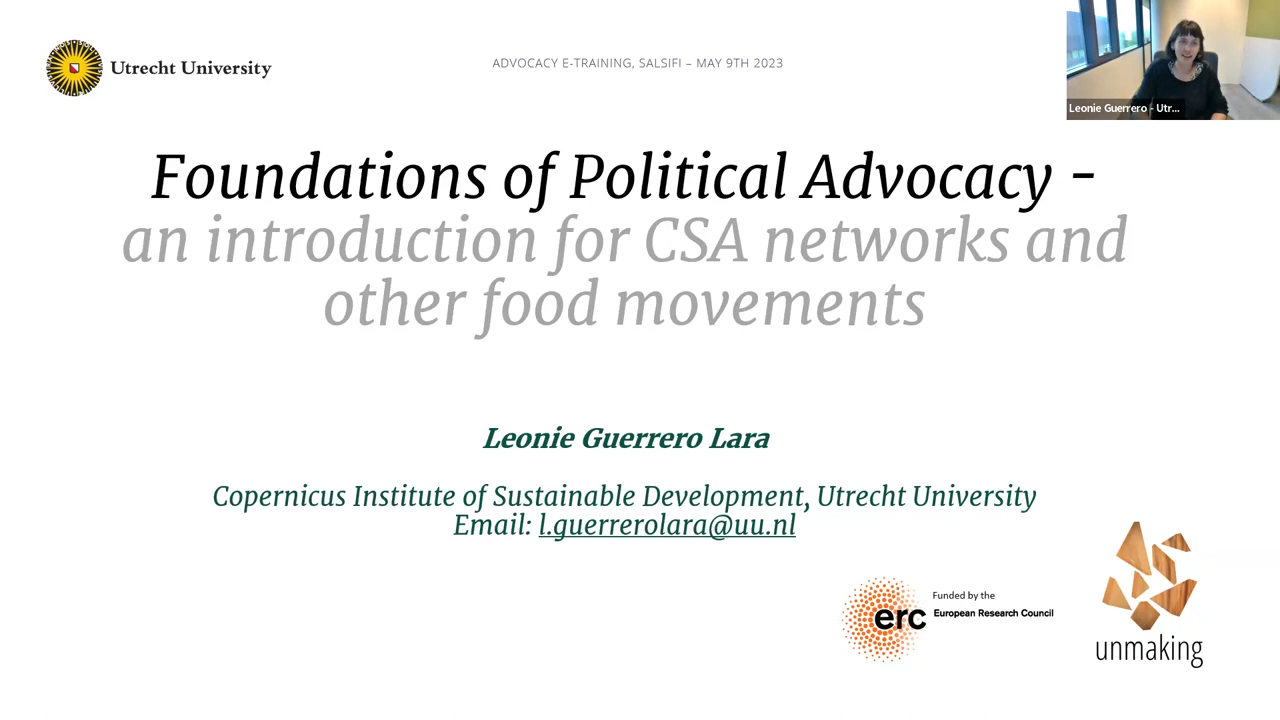 Utrecht University
ADVOCACY E-TRAINING, SALSIFI – MAY 9TH 2023
Leonie Guerrero - Utr...
Foundations of Political Advocacy -
an introduction for CSA networks and
other food movements
Leonie Guerrero Lara
Copernicus Institute of Sustainable Development, Utrecht University
Email: l.guerrerolara@uu.nl
Funded by the
erc European Research Council
unmaking